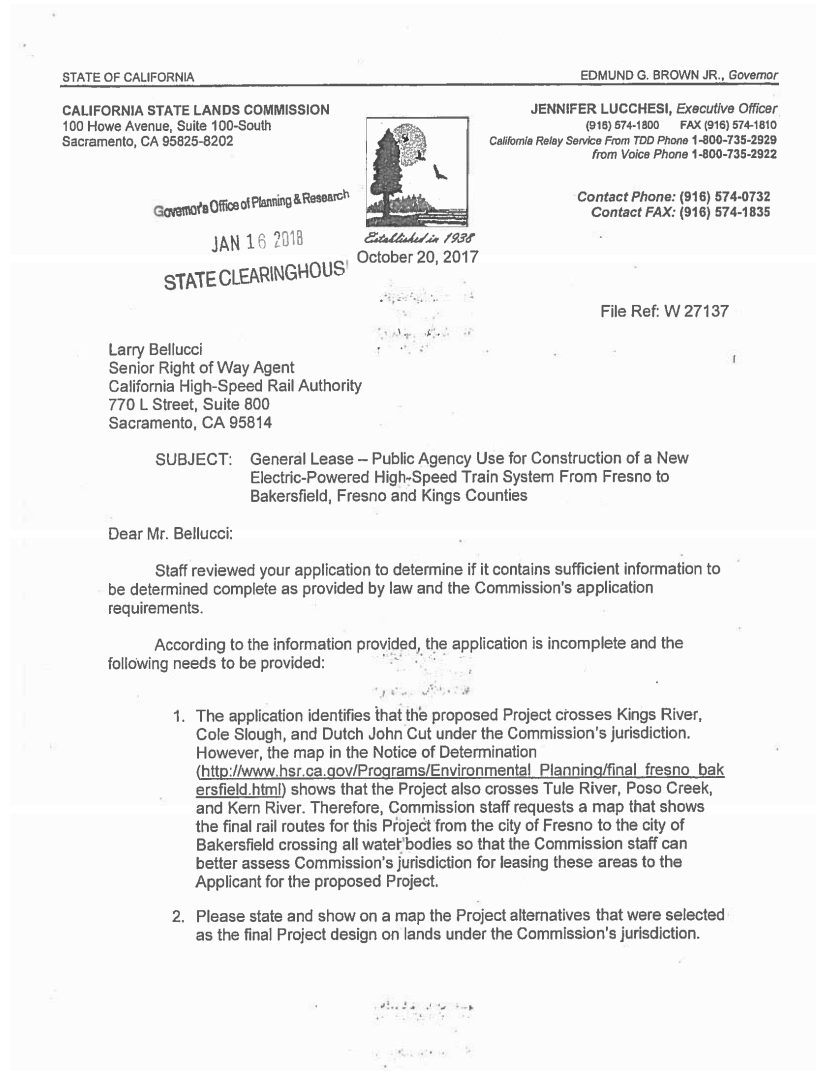 STATE OF CALIFORNIA
EDMUND G. BROWN JR., Governor
CALIFORNIA STATE LANDS COMMISSION
100 Howe Avenue, Suite 100-South
Sacramento, CA 95825-8202
JENNIFER LUCCHESI, Executive Officer
(916) 574-1800 FAX (916) 574-1810
California Relay Service From TDD Phone 1-800-735-2929
from Voice Phone 1-800-735-2922
Contact Phone: (916) 574-0732
Contact FAX: (916) 574-1835
Governor's Office of Planning & Research
JAN 16 2018
STATE CLEARINGHOUS
Established in 1938
October 20, 2017
File Ref: W 27137
Larry Bellucci
Senior Right of Way Agent
California High-Speed Rail Authority
770 L Street, Suite 800
Sacramento, CA 95814
SUBJECT: General Lease – Public Agency Use for Construction of a New
Electric-Powered High-Speed Train System From Fresno to
Bakersfield, Fresno and Kings Counties
Dear Mr. Bellucci:
Staff reviewed your application to determine if it contains sufficient information to
be determined complete as provided by law and the Commission's application
requirements.
According to the information provided, the application is incomplete and the
following needs to be provided:
1. The application identifies that the proposed Project crosses Kings River,
Cole Slough, and Dutch John Cut under the Commission's jurisdiction.
However, the map in the Notice of Determination
(http://www.hsr.ca.gov/Programs/Environmental_Planning/final_fresno_bak
ersfield.html) shows that the Project also crosses Tule River, Poso Creek,
and Kern River. Therefore, Commission staff requests a map that shows
the final rail routes for this Project from the city of Fresno to the city of
Bakersfield crossing all water bodies so that the Commission staff can
better assess Commission's jurisdiction for leasing these areas to the
Applicant for the proposed Project.
2. Please state and show on a map the Project alternatives that were selected
as the final Project design on lands under the Commission's jurisdiction.